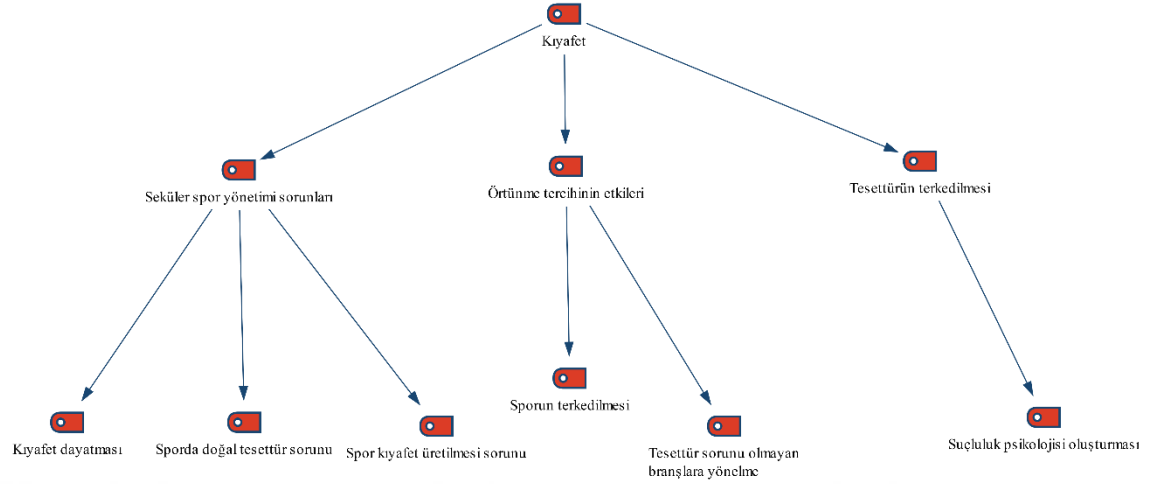 Kıyafet
Seküler spor yönetimi sorunları
Örtünme tercihinin etkileri
Tesettürün terkedilmesi
Kıyafet dayatması
Sporda doğal tesettür sorunu
Spor kıyafet üretilmesi sorunu
Sporun terkedilmesi
Tesettür sorunu olmayan
branşlara yönelme
Suçluluk psikolojisi oluşturması